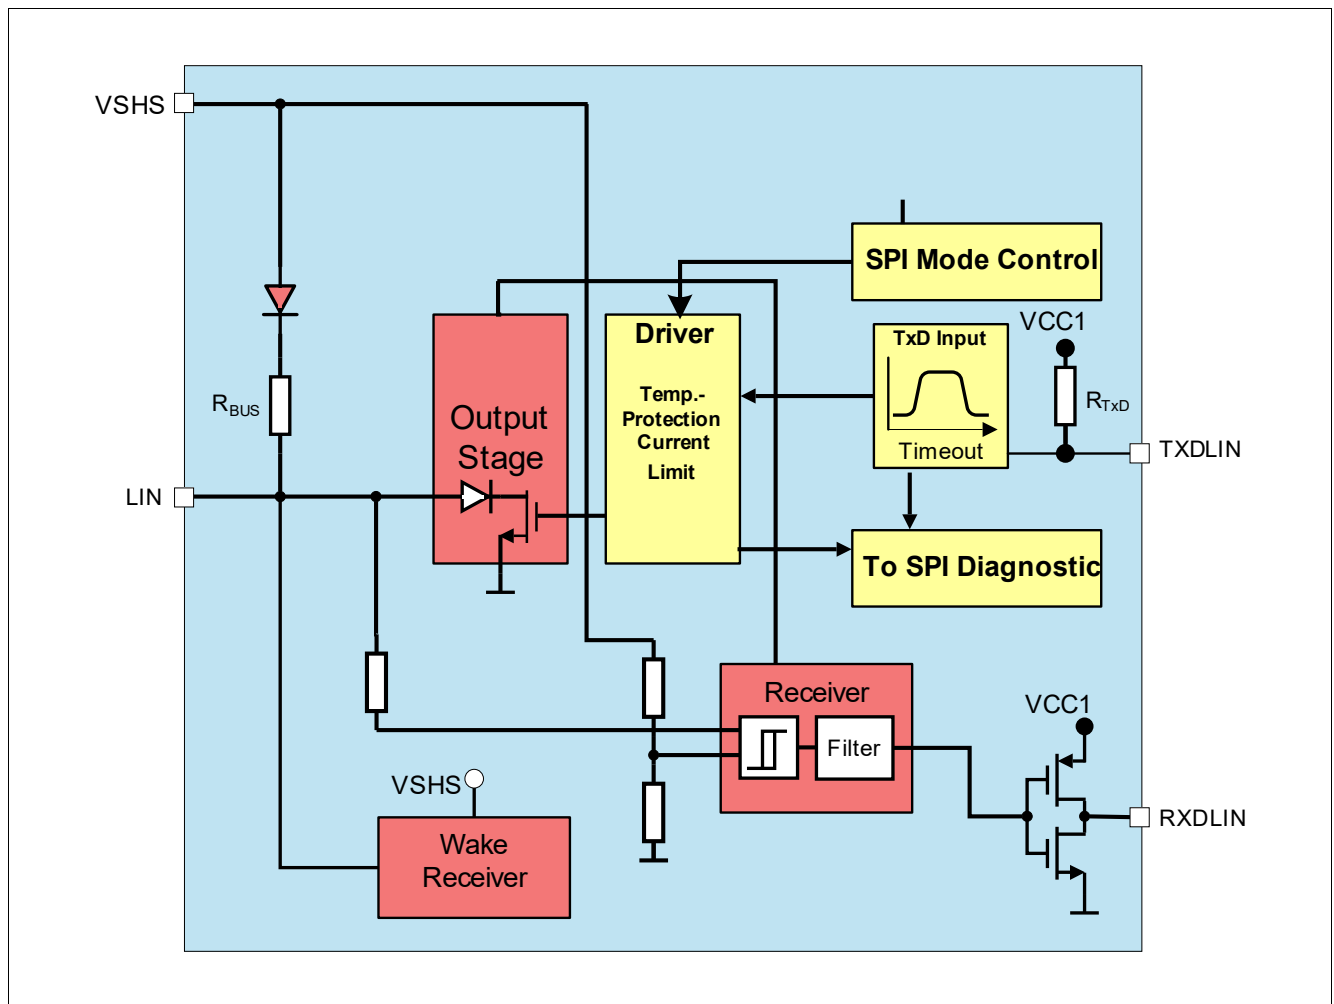 VSHS
SPI Mode Control
VCC1
Driver
TxD Input
Temp.-
Protection
Current
Limit
RBUS
Output
Stage
RTxD
Timeout
TXDLIN
LIN
To SPI Diagnostic
Receiver
VCC1
Filter
VSHS
RXDLIN
Wake
Receiver